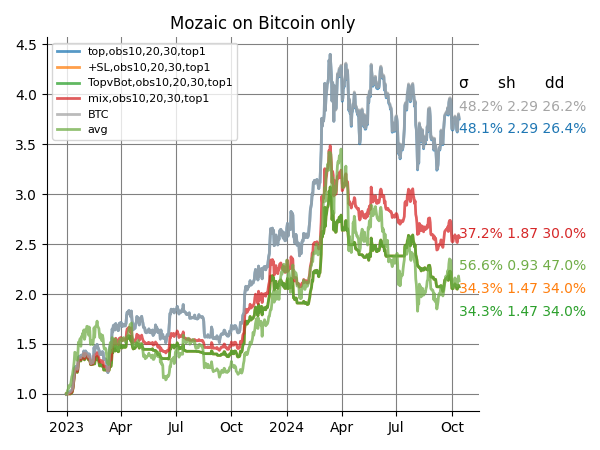 Mozaic on Bitcoin only
4.5
4.0
3.5
3.0
2.5
2.0
1.5
1.0
top,obs10,20,30,top1
+SL,obs10,20,30,top1
TopvBot,obs10,20,30,top1
mix,obs10,20,30,top1
BTC
avg
σ sh dd
48.2% 2.29 26.2%
48.1% 2.29 26.4%
37.2% 1.87 30.0%
56.6% 0.93 47.0%
34.3% 1.47 34.0%
34.3% 1.47 34.0%
2023 Apr Jul Oct 2024 Apr Jul Oct